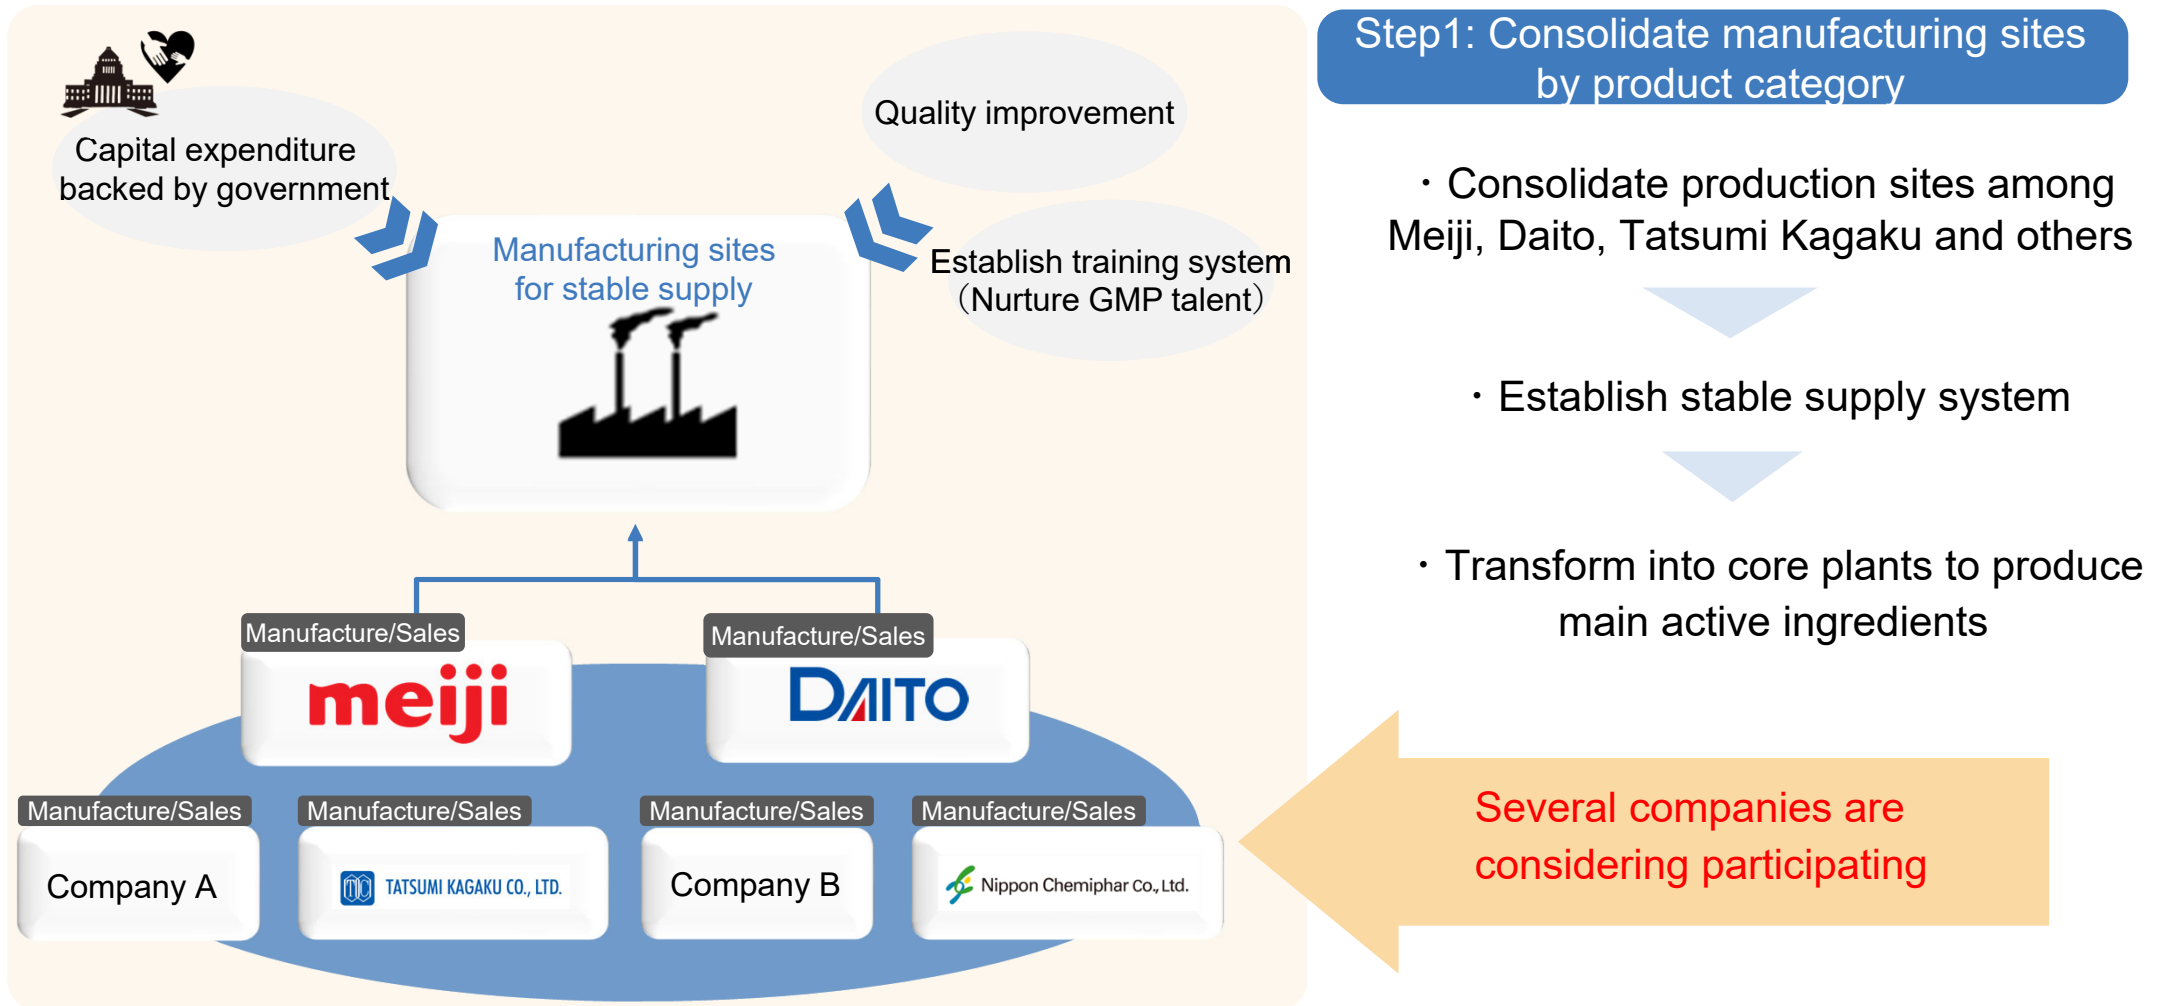 Step1: Consolidate manufacturing sites
by product category
Capital expenditure
backed by government
Quality improvement
Establish training system
（Nurture GMP talent）
Manufacturing sites
for stable supply
Manufacture/Sales
meiji
Manufacture/Sales
DAITO
Manufacture/Sales
Company A
Manufacture/Sales
TATSUMI KAGAKU CO., LTD.
Manufacture/Sales
Company B
Manufacture/Sales
Nippon Chemiphar Co., Ltd.
・Consolidate production sites among
Meiji, Daito, Tatsumi Kagaku and others
・Establish stable supply system
・Transform into core plants to produce
main active ingredients
Several companies are
considering participating